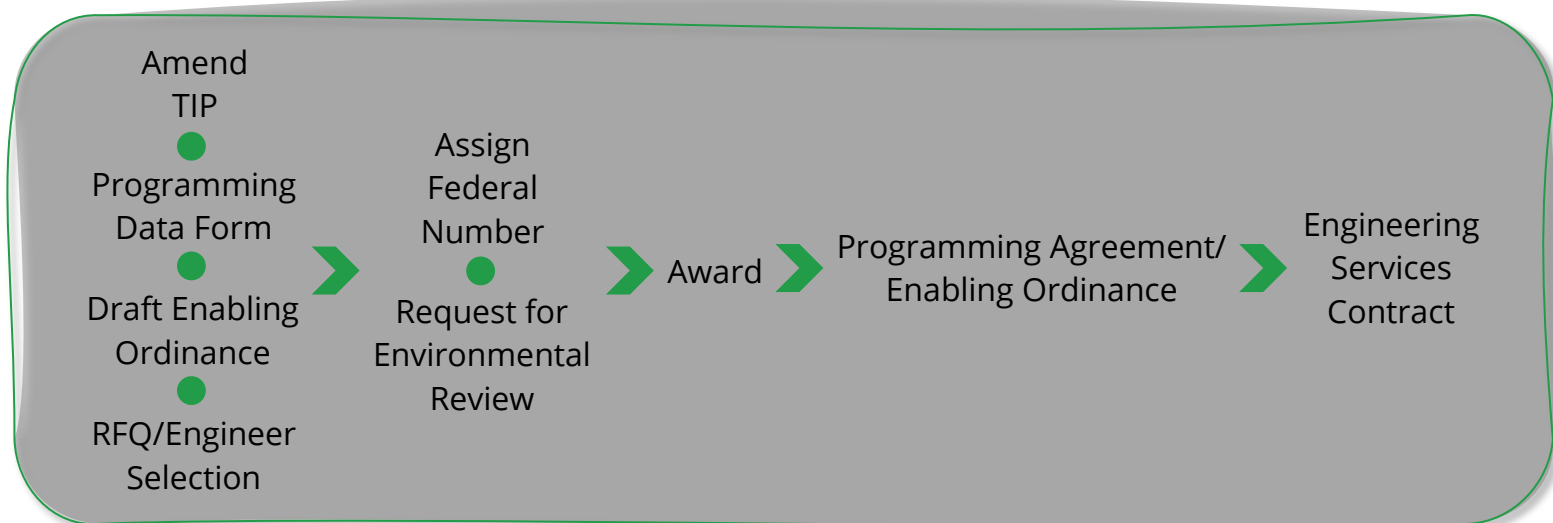 Amend
TIP
Programming
Data Form
Draft Enabling
Ordinance
RFQ/Engineer
Selection
Assign
Federal
Number
Request for
Environmental
Review
Award
Programming Agreement/
Enabling Ordinance
Engineering
Services
Contract